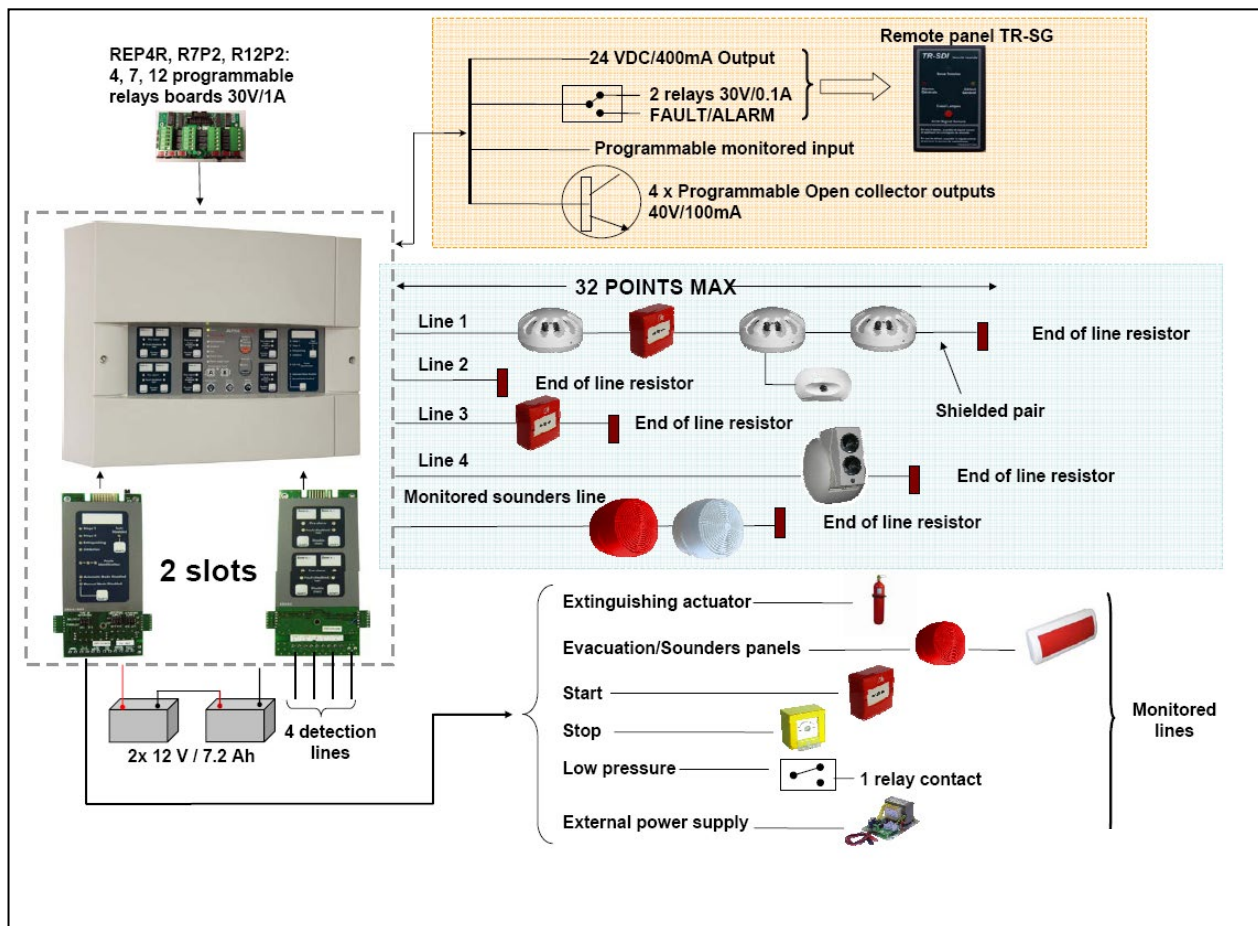 REP4R, R7P2, R12P2:
4, 7, 12 programmable
relays boards 30V/1A
Remote panel TR-SG
TR-SDI
24 VDC/400mA Output
2 relays 30V/0.1A
FAULT/ALARM
Programmable monitored input
4 x Programmable Open collector outputs
40V/100mA
32 POINTS MAX
Line 1
End of line resistor
Line 2
End of line resistor
Shielded pair
Line 3
End of line resistor
Line 4
End of line resistor
Monitored sounders line
End of line resistor
2 slots
4 detection
lines
2x 12 V / 7.2 Ah
Extinguishing actuator
Evacuation/Sounders panels
Start
Stop
Low pressure
1 relay contact
External power supply
Monitored
lines